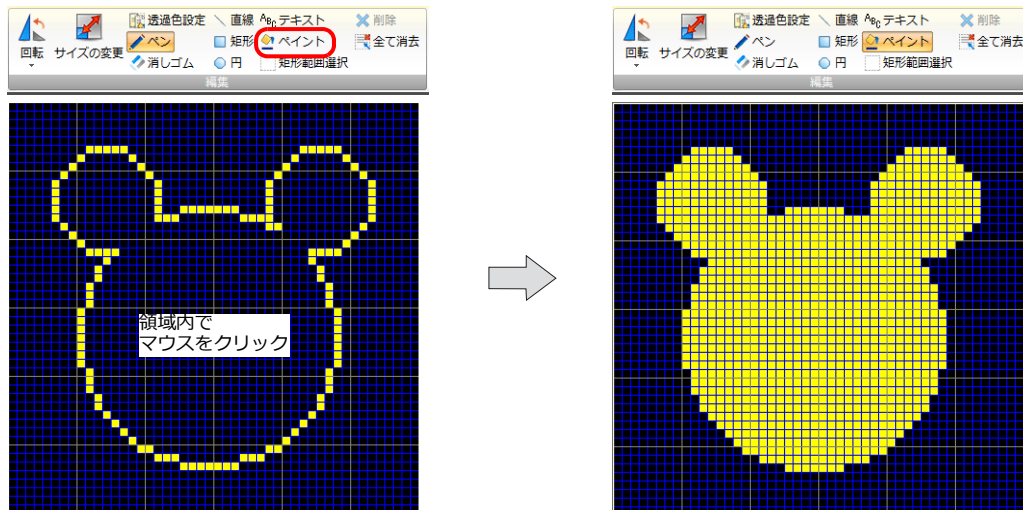 透過色設定 直線 ABC テキスト 削除
回転 サイズの変更 ペン 矩形 ペイント 全て消去
消しゴム 円 矩形範囲選択
編集
領域内で
マウスをクリック
透過色設定 直線 ABC テキスト 削除
回転 サイズの変更 ペン 矩形 ペイント 全て消去
消しゴム 円 矩形範囲選択
編集